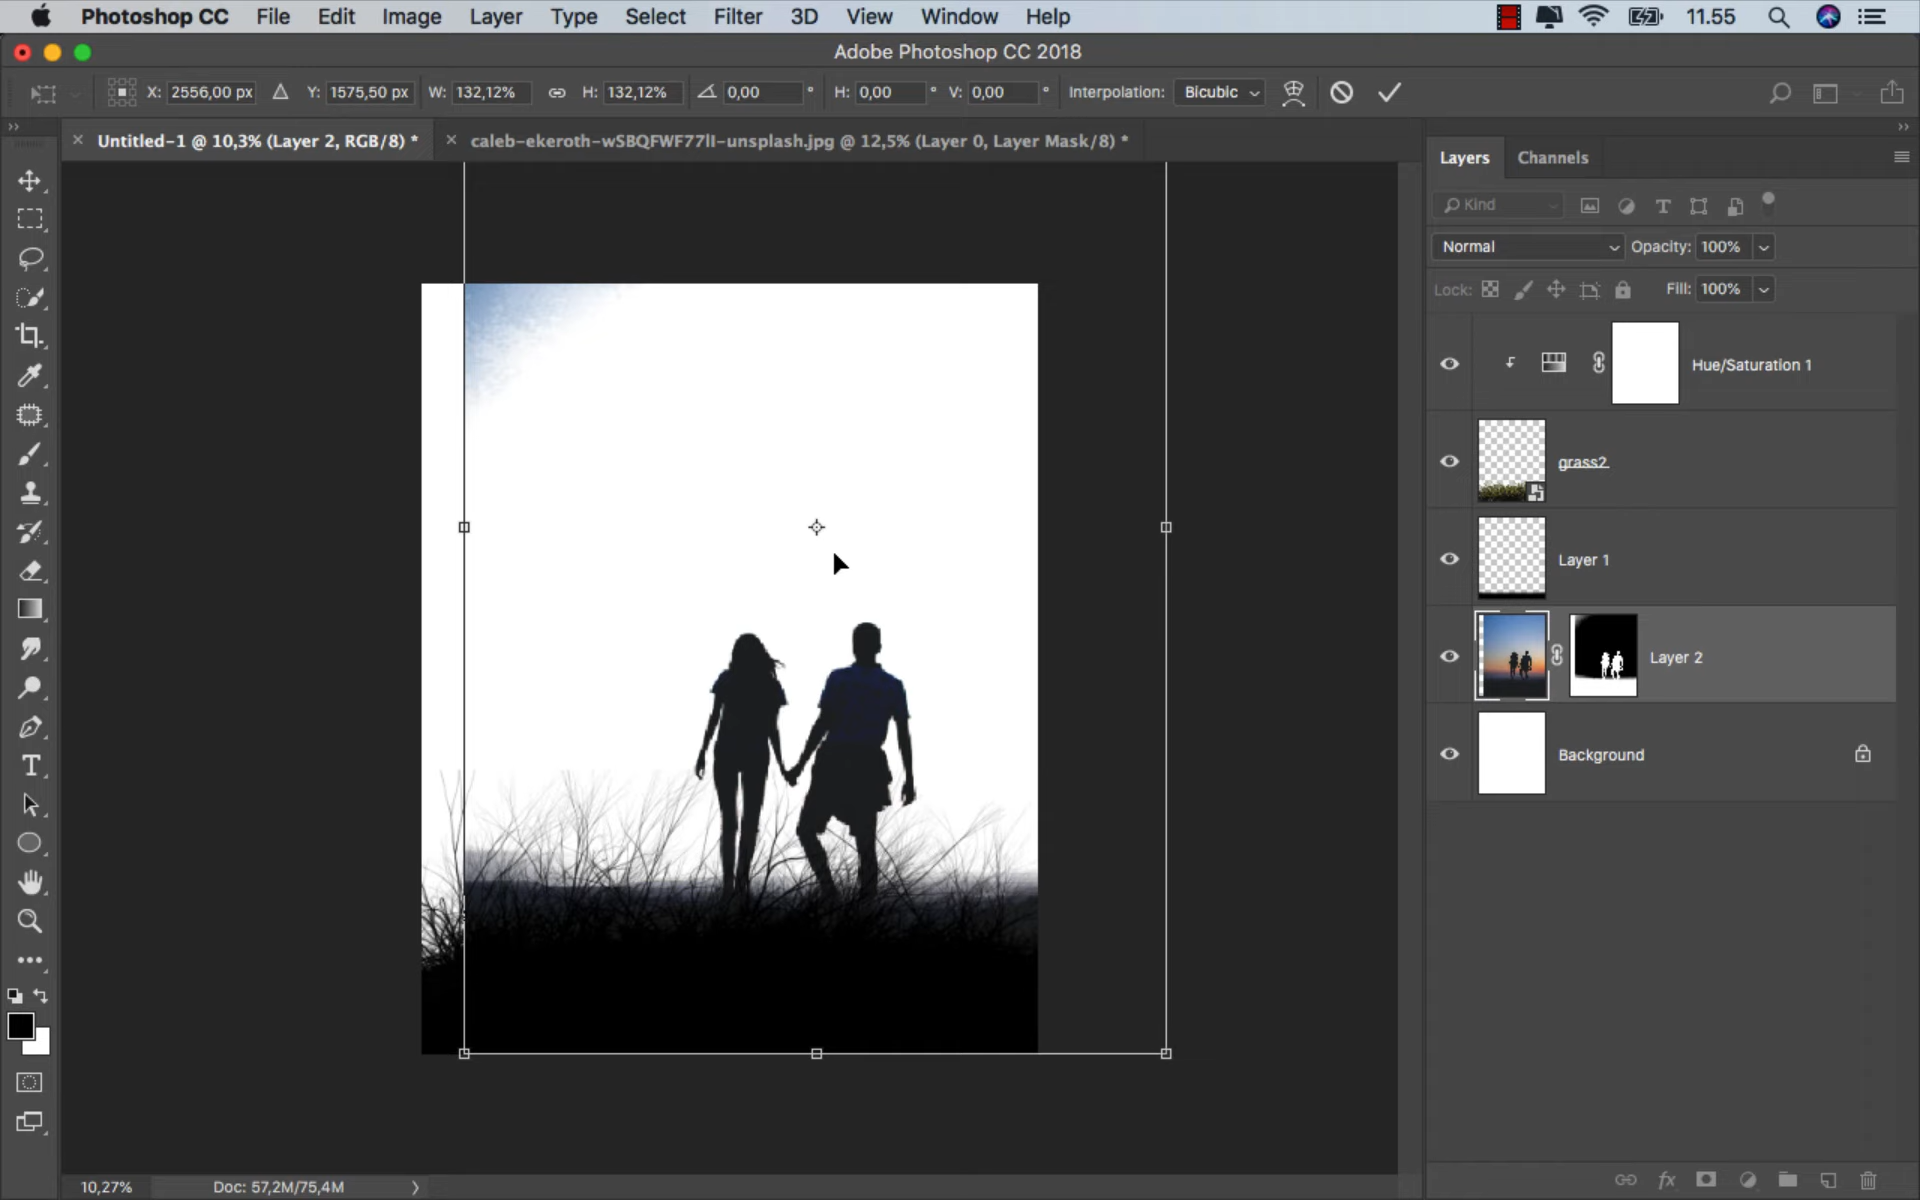 Photoshop CC File Edit Image Layer Type Select Filter 3D View Window Help 11.55
Adobe Photoshop CC 2018
X: 2556,00 px Y: 1575,50 px W: 132,12% H: 132,12% 0,00 ° H: 0,00 ° V: 0,00 ° Interpolation: Bicubic
Untitled-1 @ 10,3% (Layer 2, RGB/8) * caleb-ekeroth-wSBQFWF77lI-unsplash.jpg @ 12,5% (Layer 0, Layer Mask/8) *
Layers Channels
Kind
Normal Opacity: 100%
Lock: Fill: 100%
Hue/Saturation 1
grass2
Layer 1
Layer 2
Background
10,27% Doc: 57,2M/75,4M